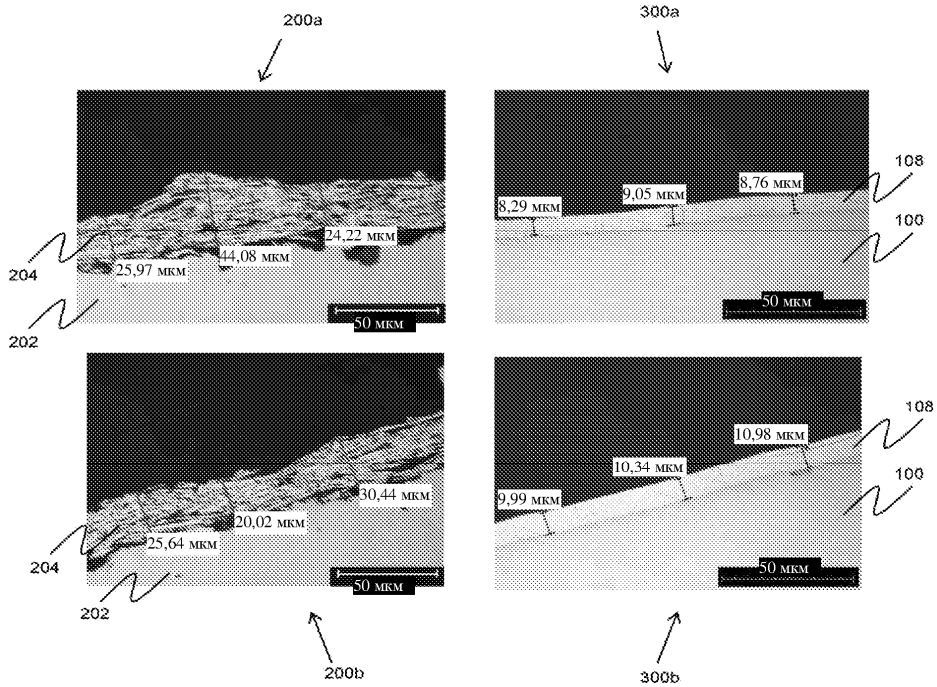 200a
300a
108
8,76 мкм
9,05 мкм
8,29 мкм
100
24,22 мкм
44,08 мкм
204
25,97 мкм
50 мкм
50 мкм
202
108
10,98 мкм
10,34 мкм
100
30,44 мкм
9,99 мкм
20,02 мкм
25,64 мкм
204
50 мкм
50 мкм
202
200b
300b